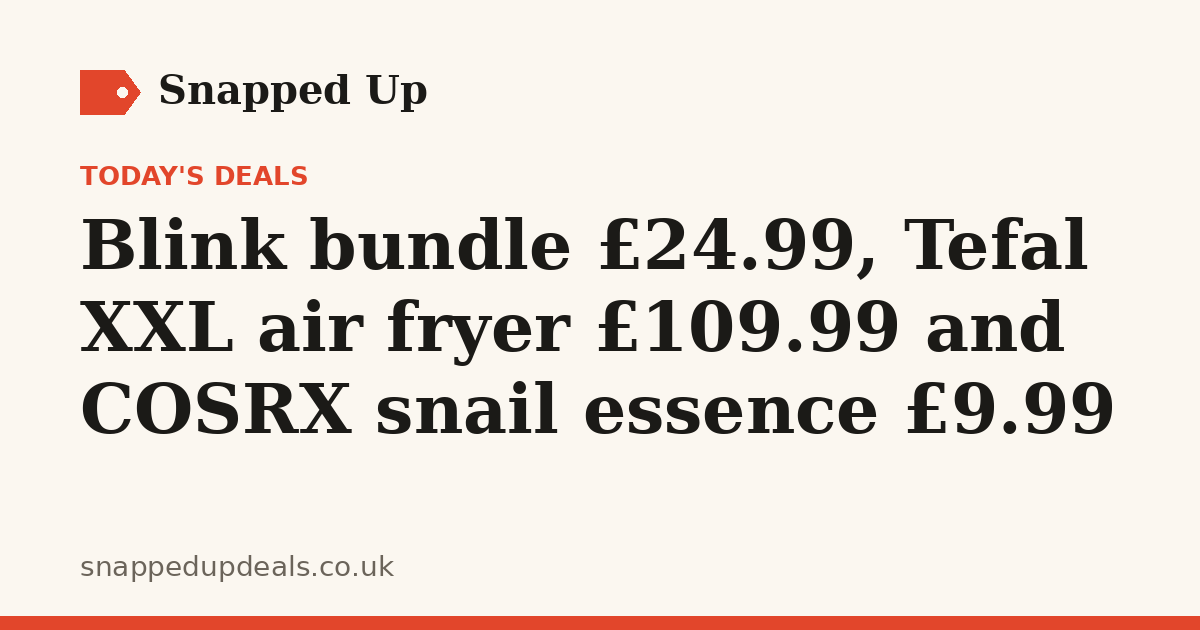 Snapped Up
TODAY'S DEALS
Blink bundle £24.99, Tefal
XXL air fryer £109.99 and
COSRX snail essence £9.99
snappedupdeals.co.uk